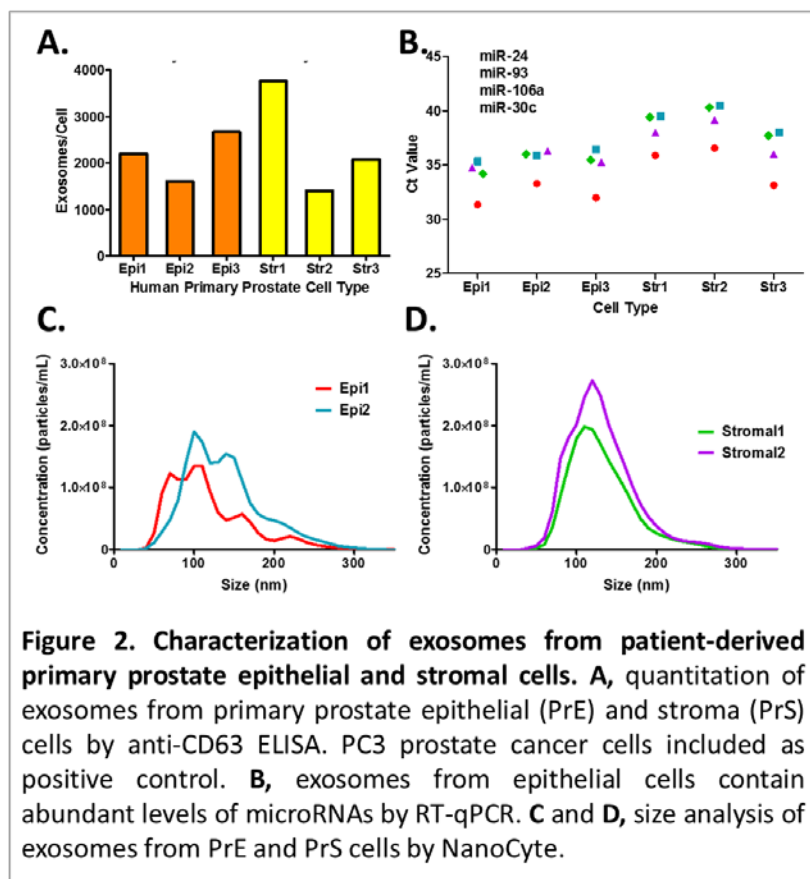 A.
4000
3000
2000
1000
0
Exosomes/Cell
Epi1 Epi2 Epi3 Str1 Str2 Str3
Human Primary Prostate Cell Type
B.
miR-24
miR-93
miR-106a
miR-30c
45
40
35
30
25
Ct Value
Epi1 Epi2 Epi3 Str1 Str2 Str3
Cell Type
C.
3.0×10⁸
2.0×10⁸
1.0×10⁸
0
Concentration (particles/mL)
Epi1
Epi2
0 100 200 300
Size (nm)
D.
3.0×10⁸
2.0×10⁸
1.0×10⁸
0
Concentration (particles/mL)
Stromal1
Stromal2
0 100 200 300
Size (nm)
Figure 2. Characterization of exosomes from patient-derived
primary prostate epithelial and stromal cells. A, quantitation of
exosomes from primary prostate epithelial (PrE) and stroma (PrS)
cells by anti-CD63 ELISA. PC3 prostate cancer cells included as
positive control. B, exosomes from epithelial cells contain
abundant levels of microRNAs by RT-qPCR. C and D, size analysis of
exosomes from PrE and PrS cells by NanoCyte.